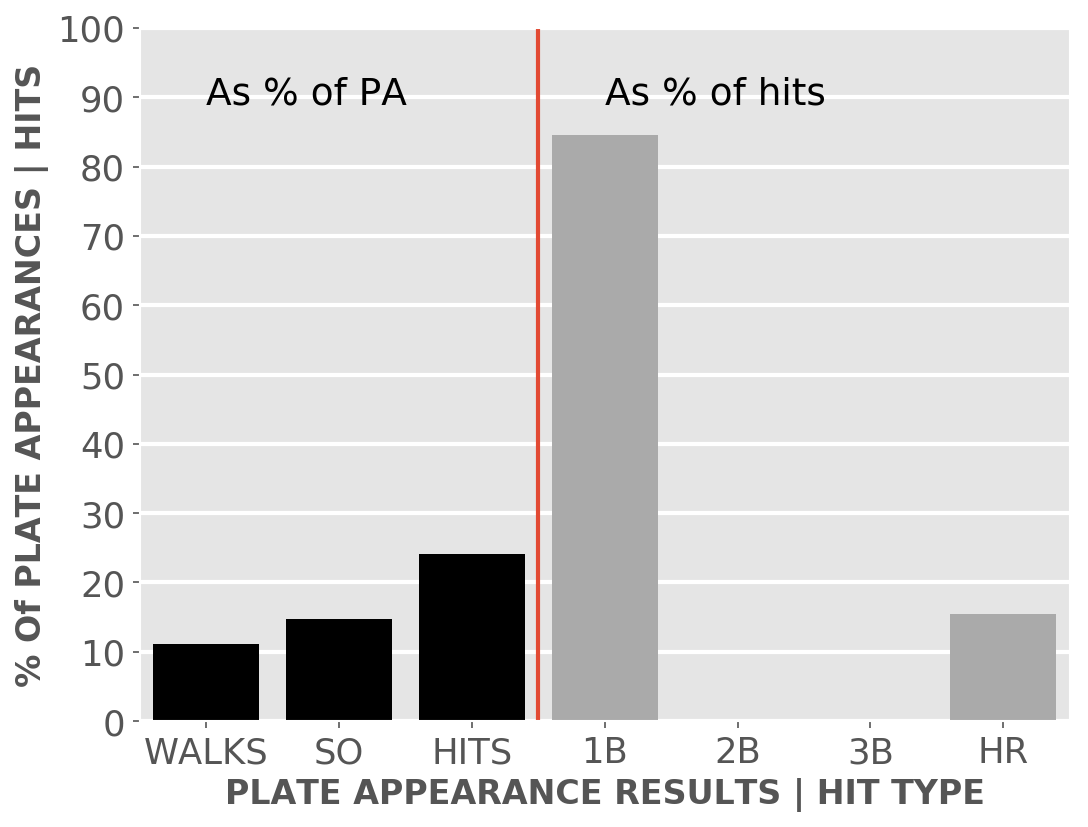 % Of PLATE APPEARANCES | HITS
100
90
80
70
60
50
40
30
20
10
0
As % of PA
As % of hits
WALKS SO HITS 1B 2B 3B HR
PLATE APPEARANCE RESULTS | HIT TYPE